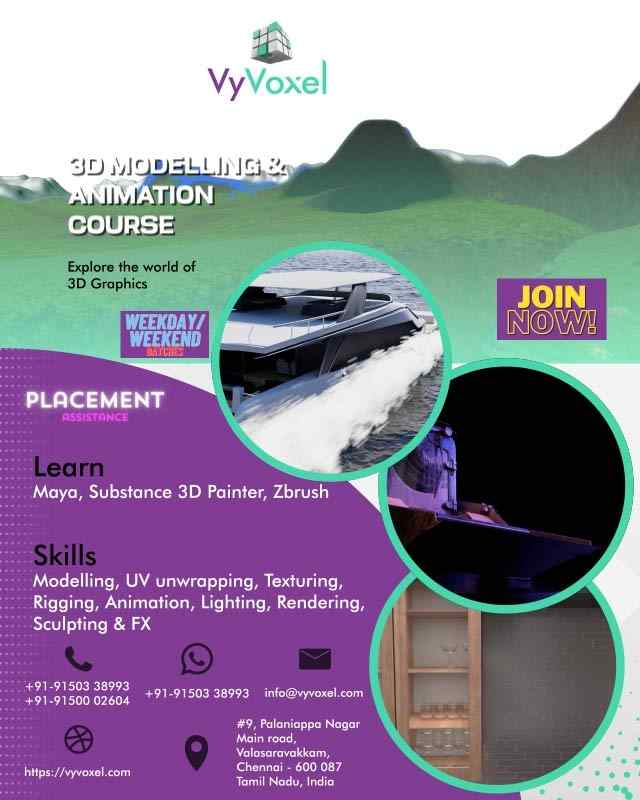 VyVoxel
3D MODELLING &
ANIMATION
COURSE
Explore the world of
3D Graphics
WEEKDAY/
WEEKEND
BATCHES
JOIN
NOW!
PLACEMENT
ASSISTANCE
Learn
Maya, Substance 3D Painter, Zbrush
Skills
Modelling, UV unwrapping, Texturing,
Rigging, Animation, Lighting, Rendering,
Sculpting & FX
+91-91503 38993
+91-91500 02604
+91-91503 38993
info@vyvoxel.com
https://vyvoxel.com
#9, Palaniappa Nagar
Main road,
Valasaravakkam,
Chennai - 600 087
Tamil Nadu, India